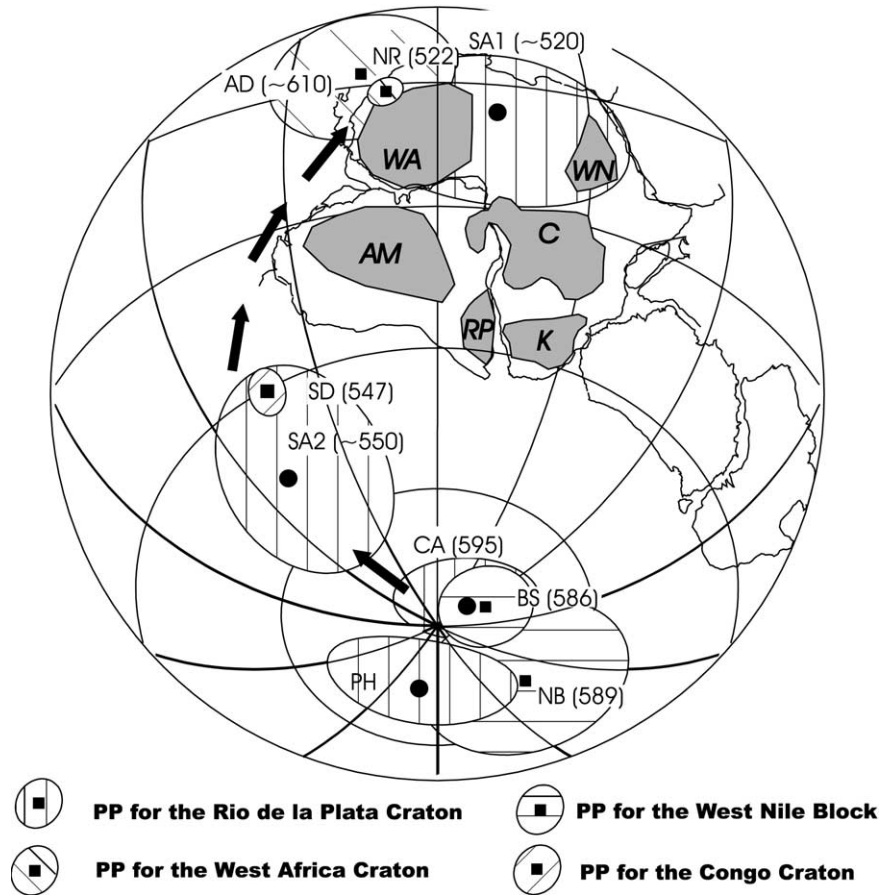 SA1 (~520)
NR (522)
AD (~610)
WA
WN
C
AM
RP
K
SD (547)
SA2 (~550)
CA (595)
BS (586)
PH
NB (589)
PP for the Rio de la Plata Craton
PP for the West Nile Block
PP for the West Africa Craton
PP for the Congo Craton